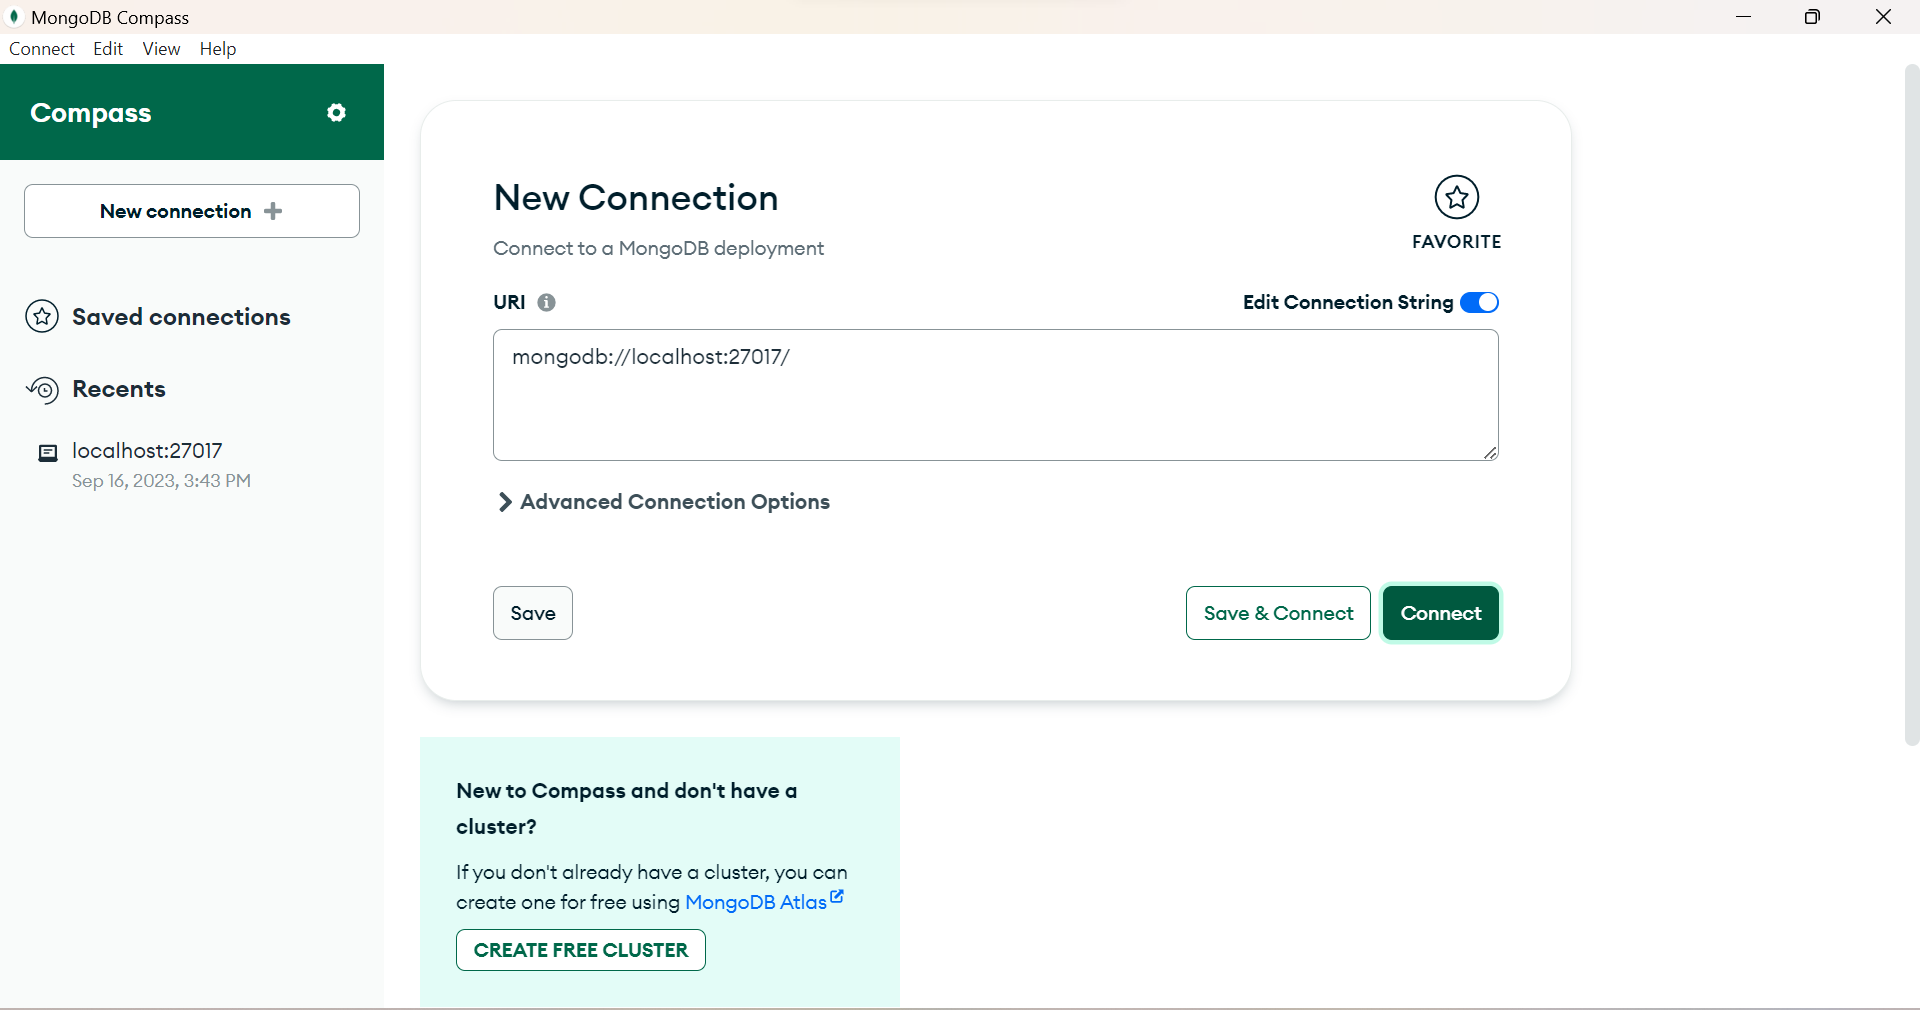 MongoDB Compass
Connect Edit View Help
Compass
New connection
Saved connections
Recents
localhost:27017
Sep 16, 2023, 3:43 PM
New Connection
Connect to a MongoDB deployment
FAVORITE
URI
Edit Connection String
mongodb://localhost:27017/
Advanced Connection Options
Save
Save & Connect
Connect
New to Compass and don't have a
cluster?
If you don't already have a cluster, you can
create one for free using MongoDB Atlas
CREATE FREE CLUSTER